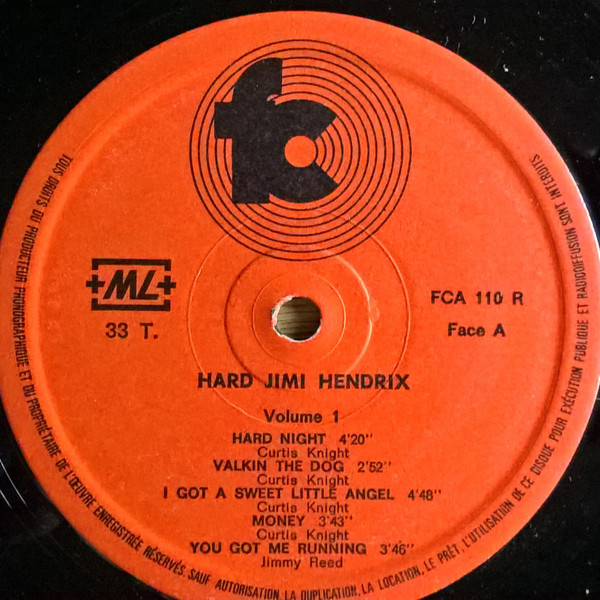 fc
ML
33 T.
FCA 110 R
Face A
HARD JIMI HENDRIX
Volume 1
HARD NIGHT 4'20"
Curtis Knight
VALKIN THE DOG 2'52"
Curtis Knight
I GOT A SWEET LITTLE ANGEL 4'48"
Curtis Knight
MONEY 3'43"
Curtis Knight
YOU GOT ME RUNNING 3'46"
Jimmy Reed
TOUS DROITS DU PRODUCTEUR PHONOGRAPHIQUE ET DU PROPRIÉTAIRE DE L'ŒUVRE ENREGISTRÉE RÉSERVÉS. SAUF AUTORISATION LA DUPLICATION, LA LOCATION, LE PRÊT, L'UTILISATION DE CE DISQUE POUR EXÉCUTION PUBLIQUE ET RADIODIFFUSION SONT INTERDITS